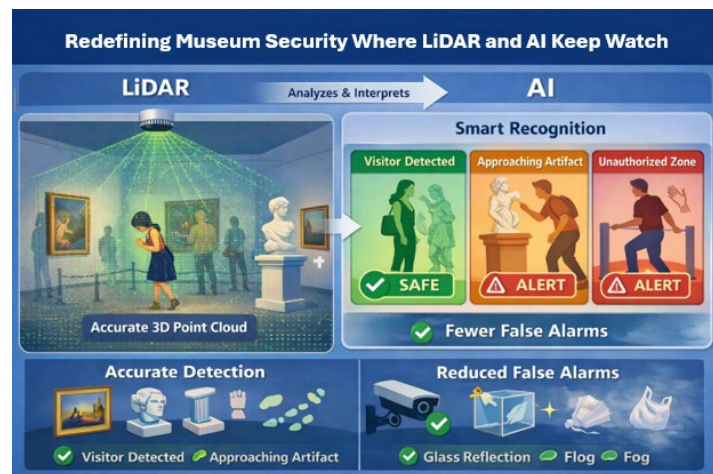 Redefining Museum Security Where LiDAR and AI Keep Watch
LiDAR
Analyzes & Interprets
AI
Accurate 3D Point Cloud
Smart Recognition
Visitor Detected
Approaching Artifact
Unauthorized Zone
SAFE
ALERT
ALERT
Fewer False Alarms
Accurate Detection
Visitor Detected
Approaching Artifact
Reduced False Alarms
Glass Reflection
Flog
Fog